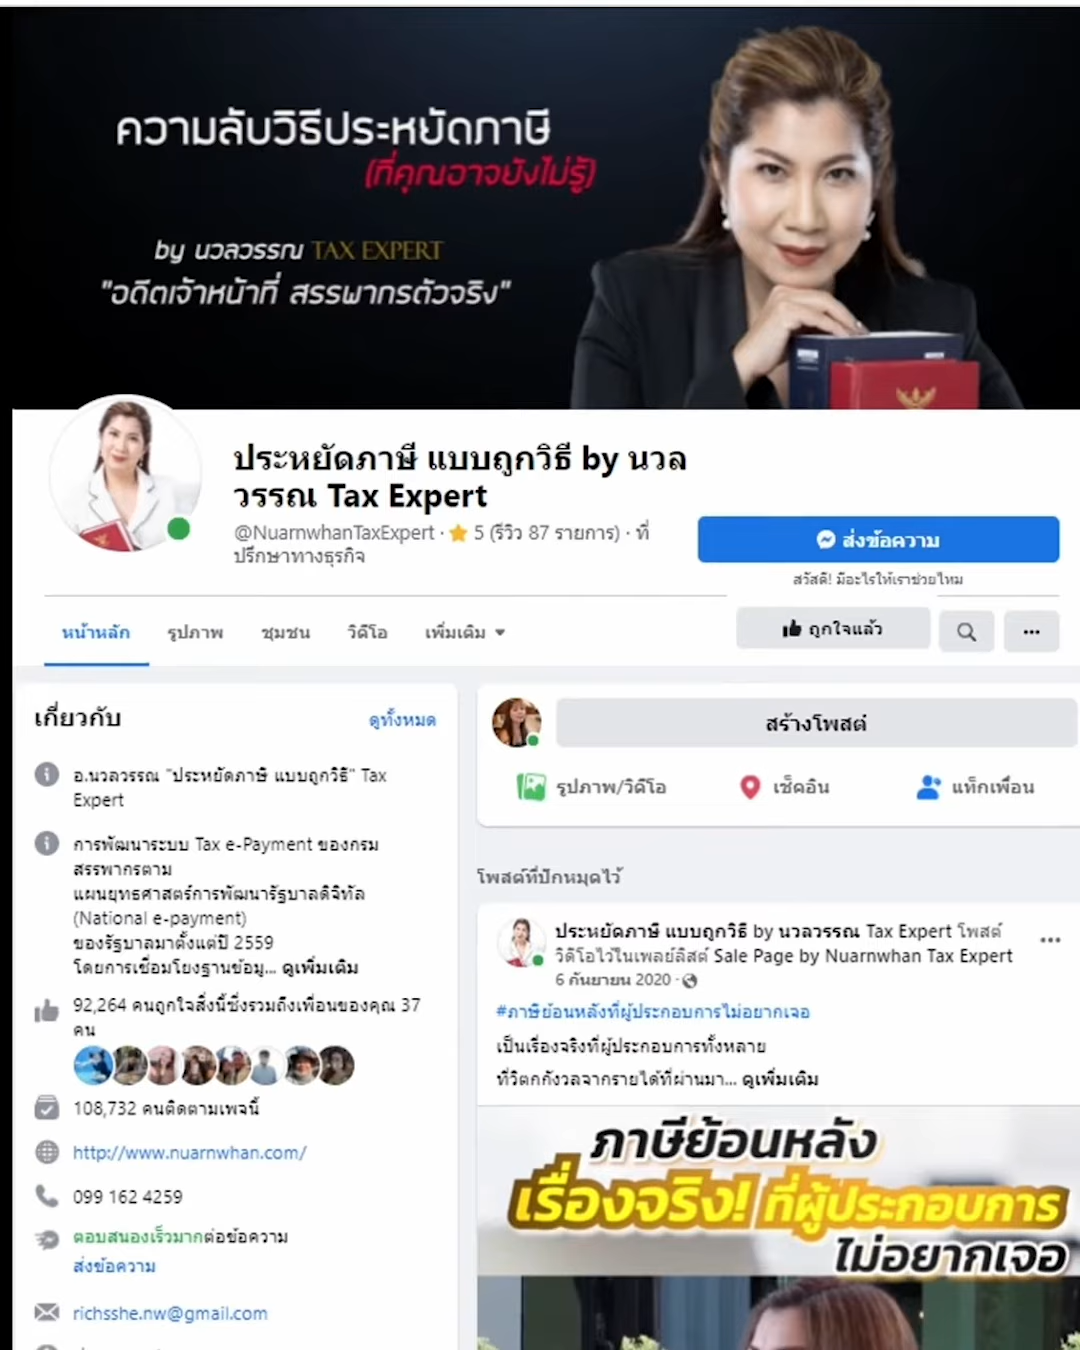 ความลับวิธีประหยัดภาษี
(ที่คุณอาจยังไม่รู้)
by นวลวรรณ TAX EXPERT
"อดีตเจ้าหน้าที่ สรรพากรตัวจริง"
ประหยัดภาษี แบบถูกวิธี by นวล
วรรณ Tax Expert
@NuarnwhanTaxExpert · 5 (รีวิว 87 รายการ) · ที่
ปรึกษาทางธุรกิจ
ส่งข้อความ
สวัสดี! มีอะไรให้เราช่วยไหม
หน้าหลัก
รูปภาพ
ชุมชน
วิดีโอ
เพิ่มเติม
ถูกใจแล้ว
เกี่ยวกับ
ดูทั้งหมด
อ.นวลวรรณ "ประหยัดภาษี แบบถูกวิธี" Tax
Expert
การพัฒนาระบบ Tax e-Payment ของกรม
สรรพากรตาม
แผนยุทธศาสตร์การพัฒนารัฐบาลดิจิทัล
(National e-payment)
ของรัฐบาลมาตั้งแต่ปี 2559
โดยการเชื่อมโยงฐานข้อมู... ดูเพิ่มเติม
92,264 คนถูกใจสิ่งนี้ซึ่งรวมถึงเพื่อนของคุณ 37
คน
108,732 คนติดตามเพจนี้
http://www.nuarnwhan.com/
099 162 4259
ตอบสนองเร็วมากต่อข้อความ
ส่งข้อความ
richsshe.nw@gmail.com
สร้างโพสต์
รูปภาพ/วิดีโอ
เช็คอิน
แท็กเพื่อน
โพสต์ที่ปักหมุดไว้
ประหยัดภาษี แบบถูกวิธี by นวลวรรณ Tax Expert โพสต์
วิดีโอไว้ในเพลย์ลิสต์ Sale Page by Nuarnwhan Tax Expert
6 กันยายน 2020 ·
#ภาษีย้อนหลังที่ผู้ประกอบการไม่อยากเจอ
เป็นเรื่องจริงที่ผู้ประกอบการทั้งหลาย
ที่วิตกกังวลจากรายได้ที่ผ่านมา... ดูเพิ่มเติม
ภาษีย้อนหลัง
เรื่องจริง! ที่ผู้ประกอบการ
ไม่อยากเจอ